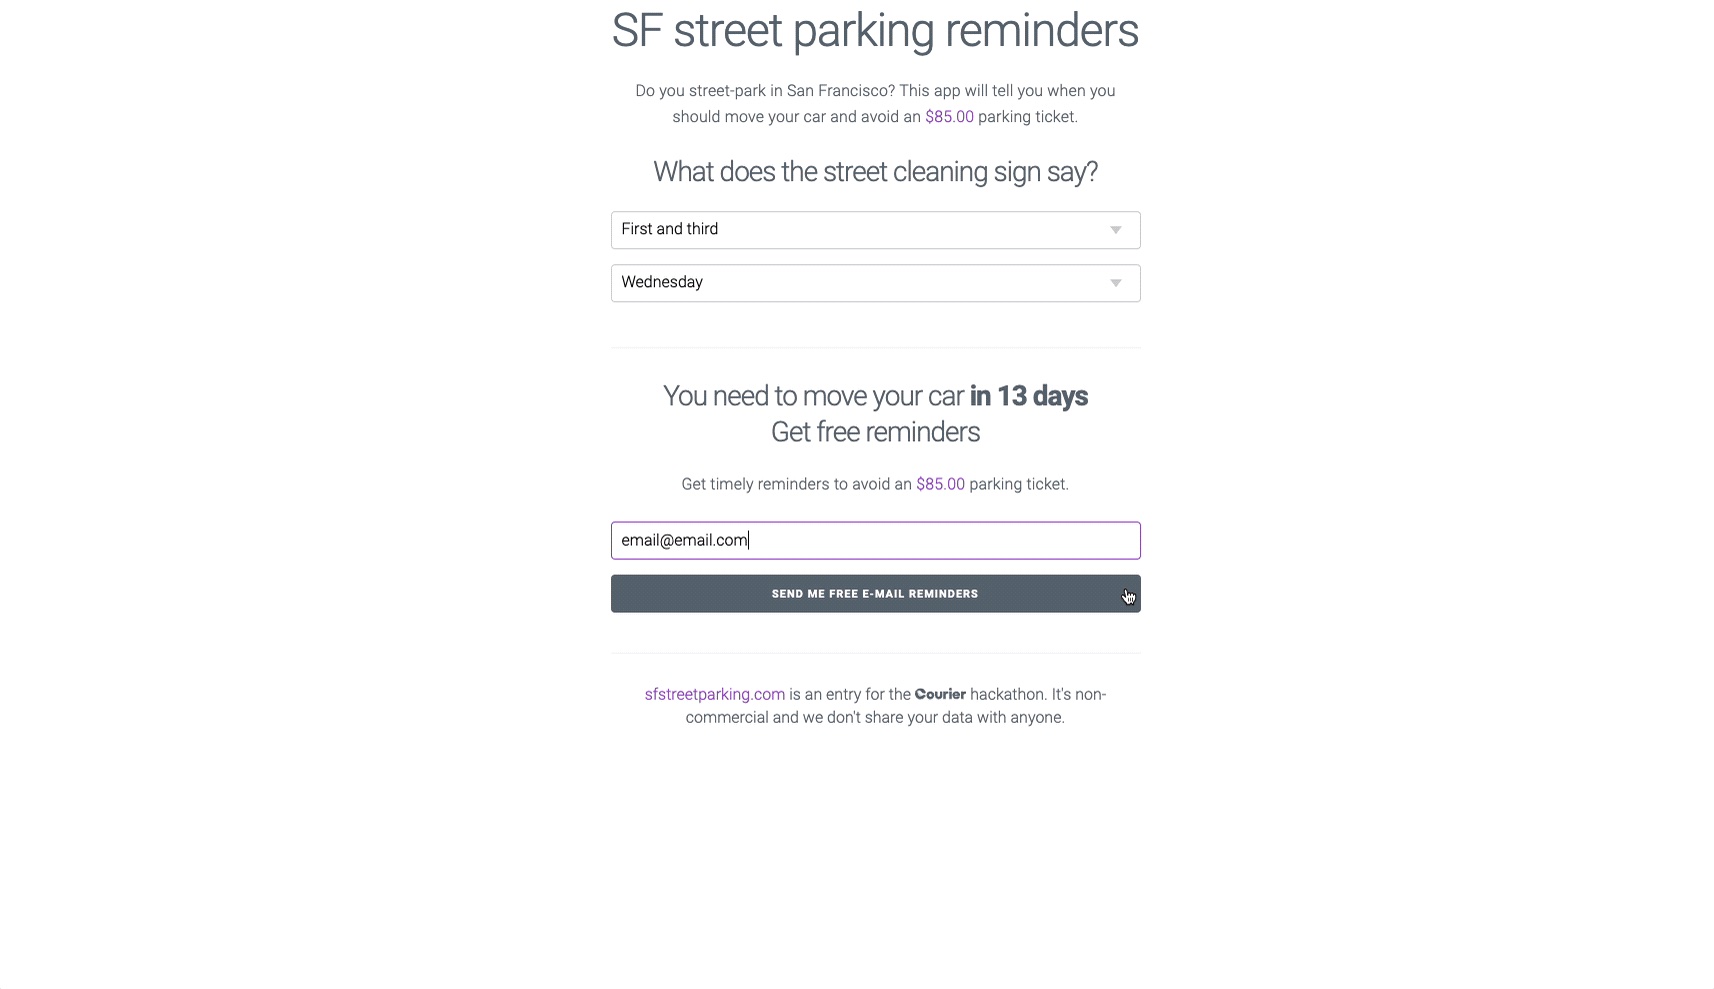 SF street parking reminders
Do you street-park in San Francisco? This app will tell you when you
should move your car and avoid an $85.00 parking ticket.
What does the street cleaning sign say?
First and third
Wednesday
You need to move your car in 13 days
Get free reminders
Get timely reminders to avoid an $85.00 parking ticket.
email@email.com
SEND ME FREE E-MAIL REMINDERS
sfstreetparking.com is an entry for the Courier hackathon. It's non-
commercial and we don't share your data with anyone.